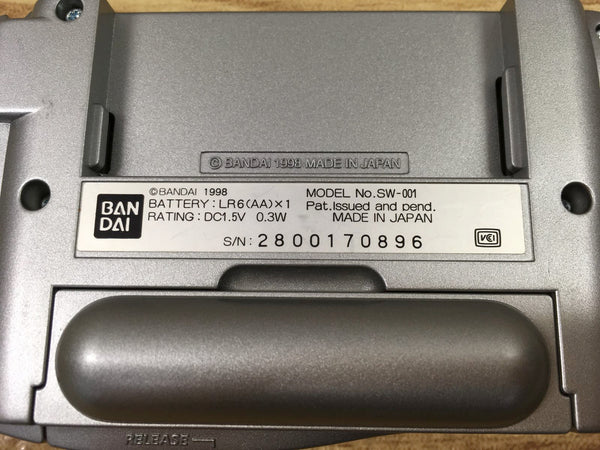 © BANDAI 1998 MADE IN JAPAN
BAN
DAI
© BANDAI 1998
BATTERY : LR6(AA)×1
RATING : DC1.5V 0.3W
MODEL No.SW-001
Pat.Issued and pend.
MADE IN JAPAN
S/N: 2800170896
VCI
RELEASE